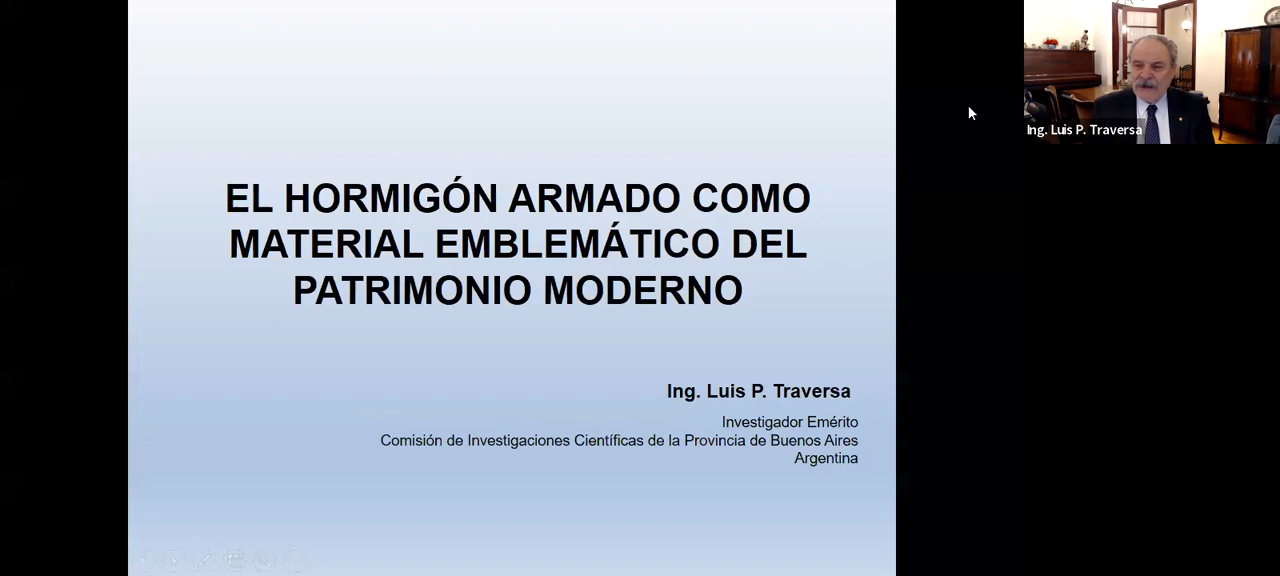 EL HORMIGÓN ARMADO COMO
MATERIAL EMBLEMÁTICO DEL
PATRIMONIO MODERNO
Ing. Luis P. Traversa
Investigador Emérito
Comisión de Investigaciones Científicas de la Provincia de Buenos Aires
Argentina
Ing. Luis P. Traversa